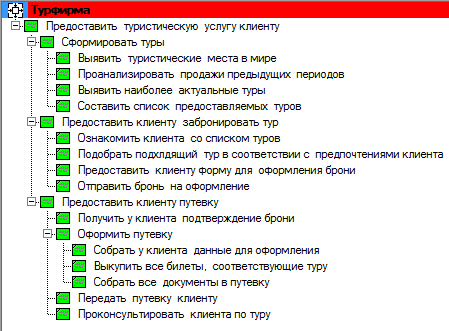 Турфирма
Предоставить туристическую услугу клиенту
Сформировать туры
Выявить туристические места в мире
Проанализировать продажи предыдущих периодов
Выявить наиболее актуальные туры
Составить список предоставляемых туров
Предоставить клиенту забронировать тур
Ознакомить клиента со списком туров
Подобрать подхлдящий тур в соответствии с предпочтениями клиента
Предоставить клиенту форму для оформления брони
Отправить бронь на оформление
Предоставить клиенту путевку
Получить у клиента подтверждение брони
Оформить путевку
Собрать у клиента данные для оформления
Выкупить все билеты, соответствующие туру
Собрать все документы в путевку
Передать путевку клиенту
Проконсультировать клиента по туру